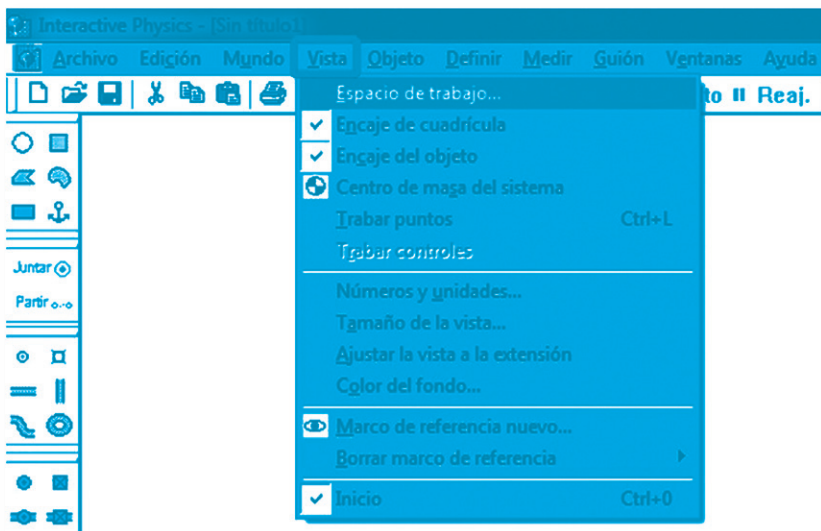 Interactive Physics - [Sin título1
Archivo Edición Mundo Vista Objeto Definir Medir Guión Ventanas Ayuda
to Reaj.
Espacio de trabajo...
Encaje de cuadrícula
Encaje del objeto
Centro de masa del sistema
Trabar puntos Ctrl+L
Trabar controles
Números y unidades...
Tamaño de la vista...
Ajustar la vista a la extensión
Color del fondo...
Marco de referencia nuevo...
Borrar marco de referencia
Inicio Ctrl+0
Juntar
Partir